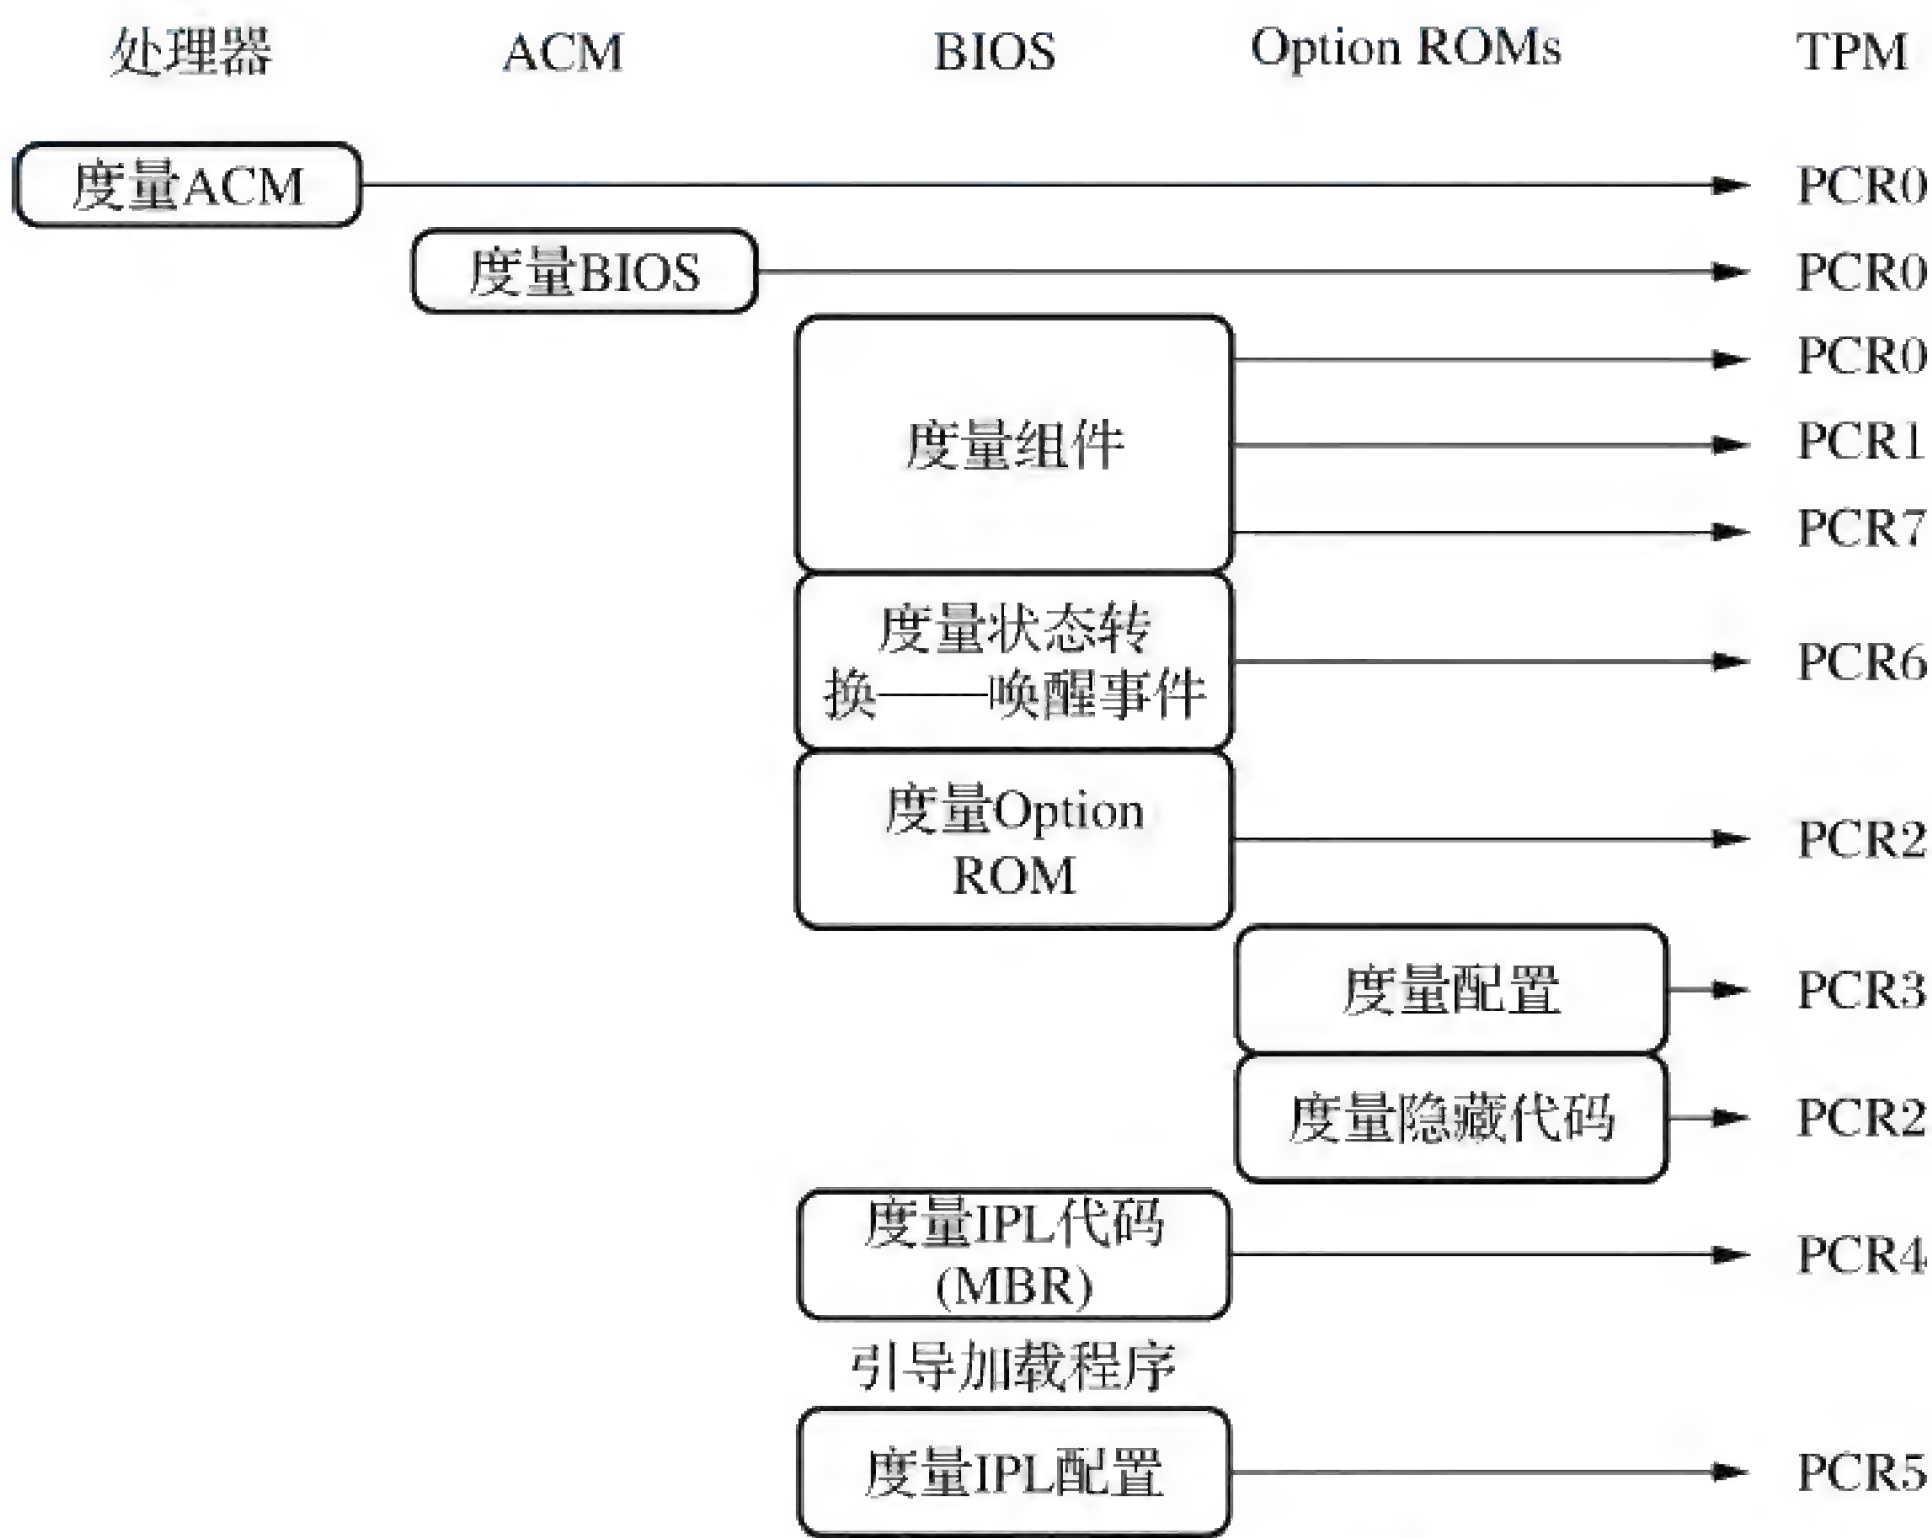 处理器 ACM BIOS Option ROMs TPM
度量ACM PCR0
度量BIOS PCR0
PCR0
度量组件 PCR1
PCR7
度量状态转
换——唤醒事件 PCR6
度量Option
ROM PCR2
度量配置 PCR3
度量隐藏代码 PCR2
度量IPL代码
(MBR) PCR4
引导加载程序
度量IPL配置 PCR5